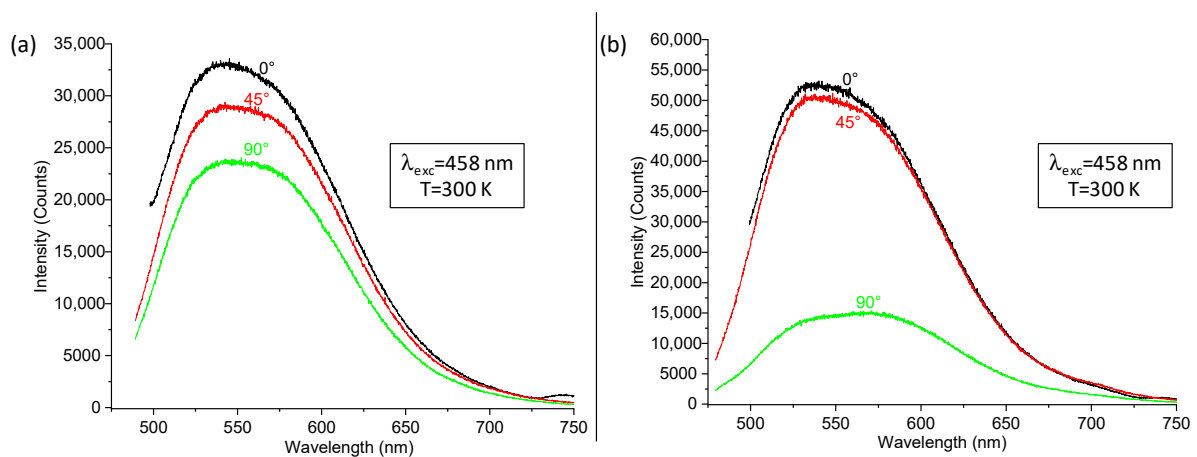 (a)
35,000
30,000
25,000
20,000
15,000
10,000
5000
0
Intensity (Counts)
0°
45°
90°
λexc=458 nm
T=300 K
500 550 600 650 700 750
Wavelength (nm)
(b)
60,000
55,000
50,000
45,000
40,000
35,000
30,000
25,000
20,000
15,000
10,000
5000
0
Intensity (Counts)
0°
45°
90°
λexc=458 nm
T=300 K
500 550 600 650 700 750
Wavelength (nm)